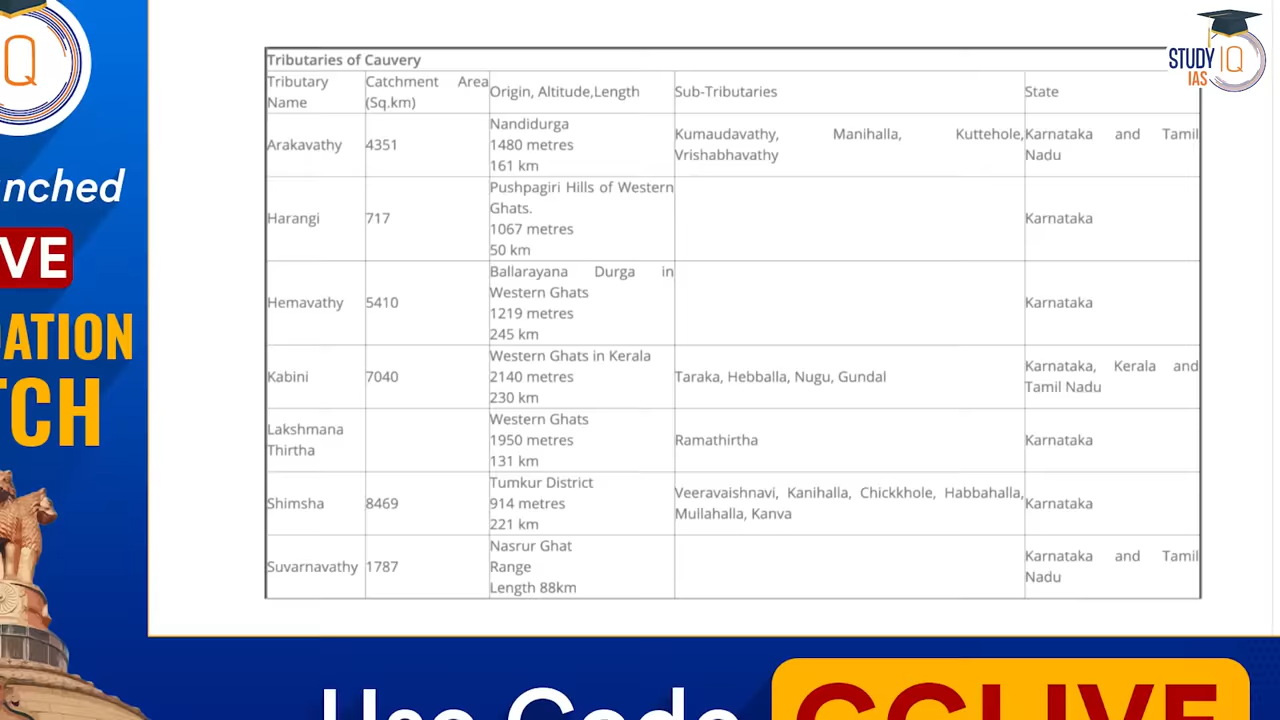 Q
nched
VE
DATION
TCH
STUDY IQ
IAS
Tributaries of Cauvery
Tributary Name
Catchment Area (Sq.km)
Origin, Altitude,Length
Sub-Tributaries
State
Arakavathy
4351
Nandidurga
1480 metres
161 km
Kumaudavathy, Manihalla, Kuttehole,
Vrishabhavathy
Karnataka and Tamil
Nadu
Harangi
717
Pushpagiri Hills of Western
Ghats.
1067 metres
50 km
Karnataka
Hemavathy
5410
Ballarayana Durga in
Western Ghats
1219 metres
245 km
Karnataka
Kabini
7040
Western Ghats in Kerala
2140 metres
230 km
Taraka, Hebballa, Nugu, Gundal
Karnataka, Kerala and
Tamil Nadu
Lakshmana
Thirtha
Western Ghats
1950 metres
131 km
Ramathirtha
Karnataka
Shimsha
8469
Tumkur District
914 metres
221 km
Veeravaishnavi, Kanihalla, Chickkhole, Habbahalla,
Mullahalla, Kanva
Karnataka
Suvarnavathy
1787
Nasrur Ghat
Range
Length 88km
Karnataka and Tamil
Nadu
Use Code